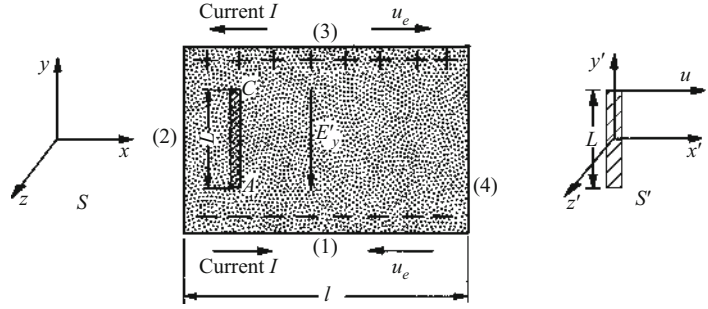 Current I
(3)
u_e
y
x
z
S
(2)
+ + + + + + + +
C
L
A
E'_y
(4)
y'
u
L
x'
z'
S'
(1)
Current I
u_e
l